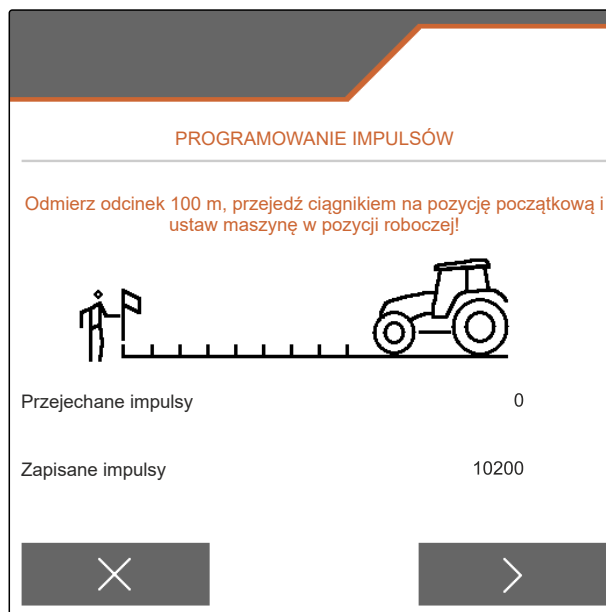 PROGRAMOWANIE IMPULSÓW
Odmierz odcinek 100 m, przejedź ciągnikiem na pozycję początkową i
ustaw maszynę w pozycji roboczej!
Przejechane impulsy 0
Zapisane impulsy 10200